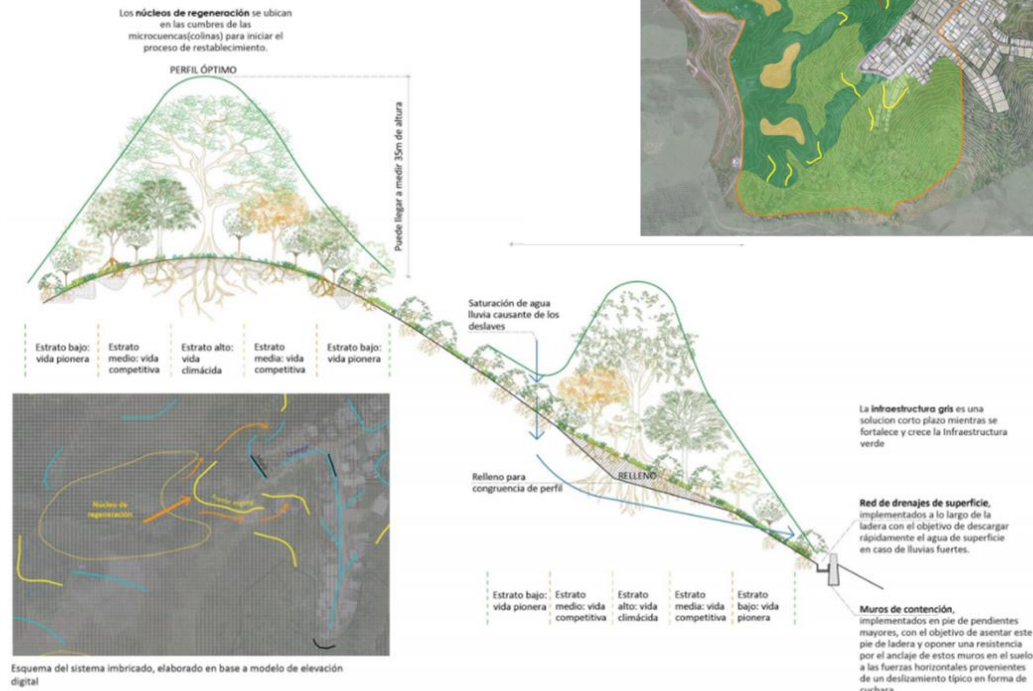 Los núcleos de regeneración se ubican
en las cumbres de las
microcuencas(colinas) para iniciar el
proceso de restablecimiento.
PERFIL ÓPTIMO
Puede llegar a medir 35m de altura
Estrato bajo:
vida pionera
Estrato
medio: vida
competitiva
Estrato alto:
vida
climácida
Estrato
media: vida
competitiva
Estrato bajo:
vida pionera
Saturación de agua
lluvia causante de los
deslaves
Relleno para
congruencia de perfil
RELLENO
Estrato bajo:
vida pionera
Estrato
medio: vida
competitiva
Estrato
alto: vida
climácida
Estrato
media: vida
competitiva
Estrato
bajo: vida
pionera
La infraestructura gris es una
solucion corto plazo mientras se
fortalece y crece la Infraestructura
verde
Red de drenajes de superficie,
implementados a lo largo de la
ladera con el objetivo de descargar
rápidamente el agua de superficie
en caso de lluvias fuertes.
Muros de contención,
implementados en pie de pendientes
mayores, con el objetivo de asentar este
pie de ladera y oponer una resistencia
por el anclaje de estos muros en el suelo
a las fuerzas horizontales provenientes
de un deslizamiento típico en forma de
cuchara
Núcleo de
regeneración
Puente vegetal
Esquema del sistema imbricado, elaborado en base a modelo de elevación
digital